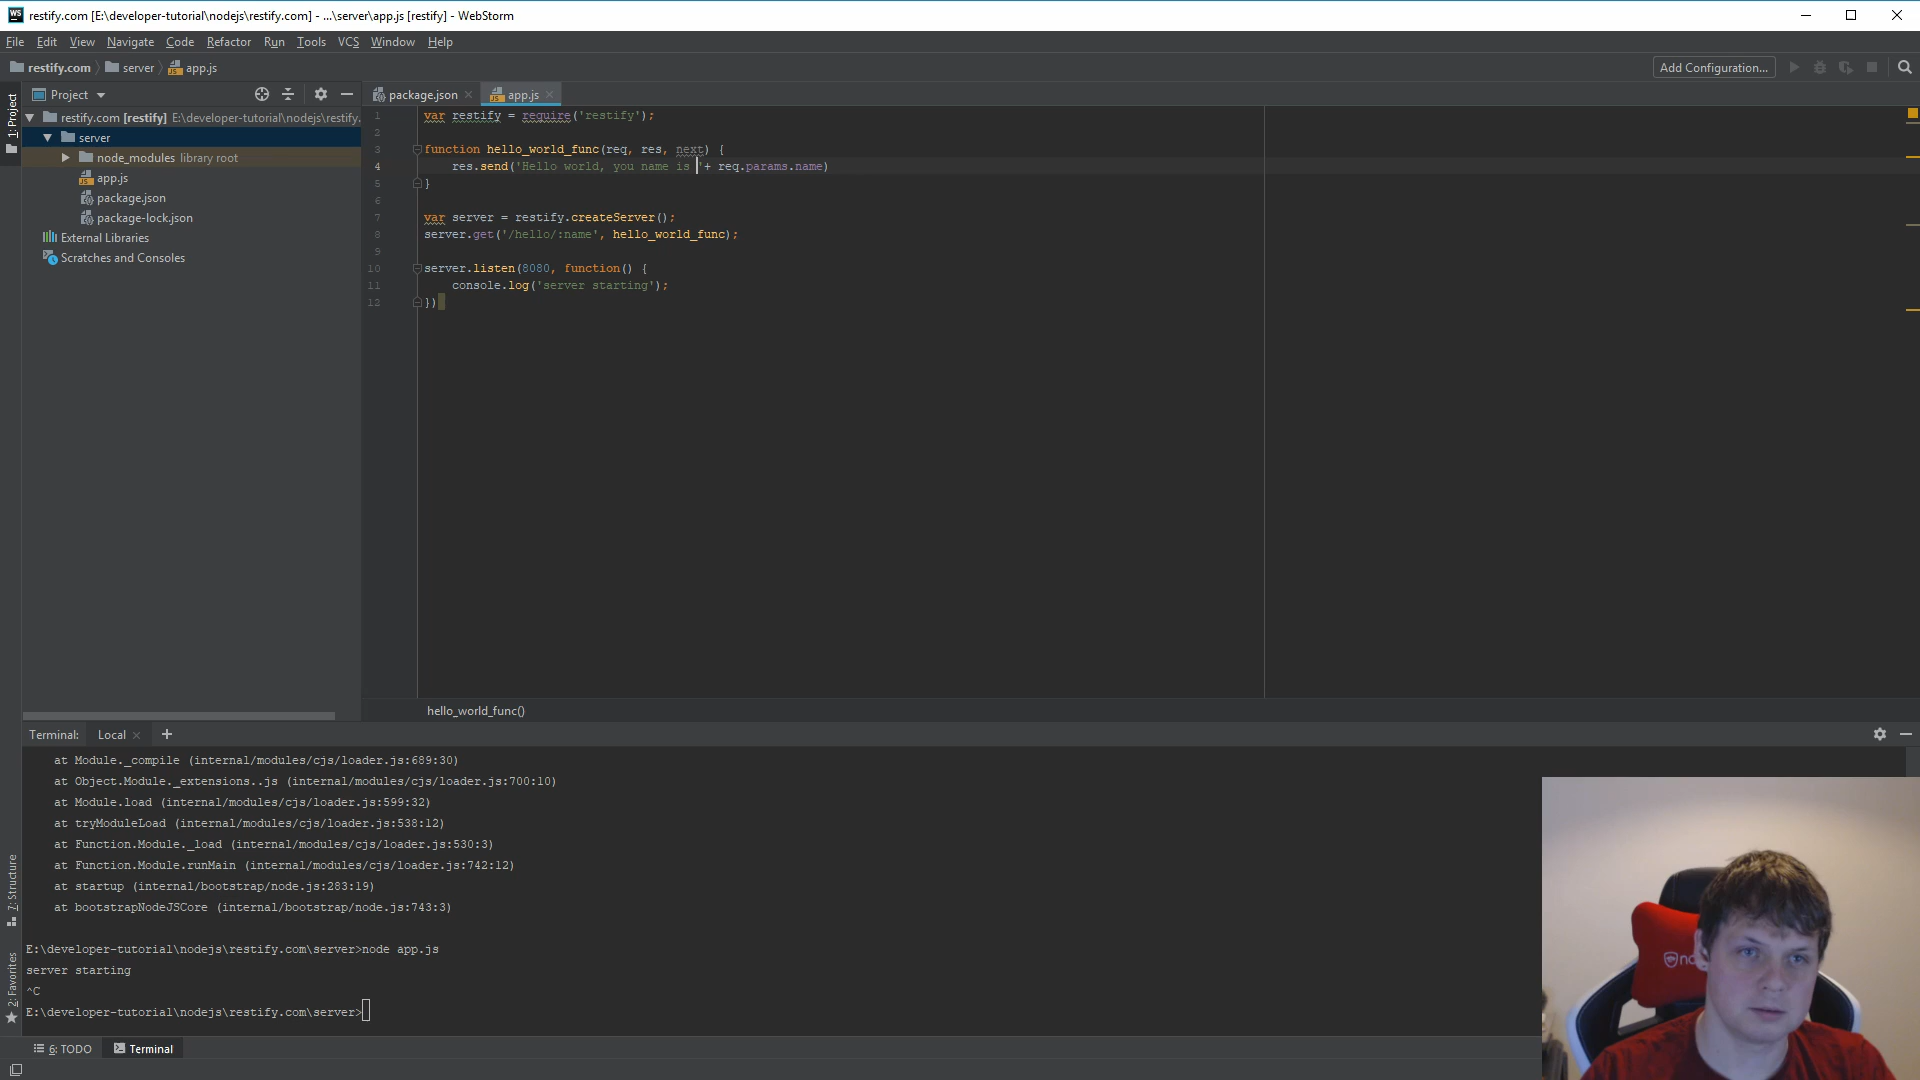 restify.com [E:\developer-tutorial\nodejs\restify.com] - ...\server\app.js [restify] - WebStorm
File Edit View Navigate Code Refactor Run Tools VCS Window Help
restify.com server app.js Add Configuration...
1: Project
Project
package.json app.js
restify.com [restify] E:\developer-tutorial\nodejs\restify.
server
node_modules library root
app.js
package.json
package-lock.json
External Libraries
Scratches and Consoles
1 var restify = require('restify');
2
3 function hello_world_func(req, res, next) {
4 res.send('Hello world, you name is '+ req.params.name)
5 }
6
7 var server = restify.createServer();
8 server.get('/hello/:name', hello_world_func);
9
10 server.listen(8080, function() {
11 console.log('server starting');
12 })
hello_world_func()
Terminal: Local
at Module._compile (internal/modules/cjs/loader.js:689:30)
at Object.Module._extensions..js (internal/modules/cjs/loader.js:700:10)
at Module.load (internal/modules/cjs/loader.js:599:32)
at tryModuleLoad (internal/modules/cjs/loader.js:538:12)
at Function.Module._load (internal/modules/cjs/loader.js:530:3)
at Function.Module.runMain (internal/modules/cjs/loader.js:742:12)
at startup (internal/bootstrap/node.js:283:19)
at bootstrapNodeJSCore (internal/bootstrap/node.js:743:3)
E:\developer-tutorial\nodejs\restify.com\server>node app.js
server starting
^C
E:\developer-tutorial\nodejs\restify.com\server>
7: Structure
2: Favorites
6: TODO Terminal